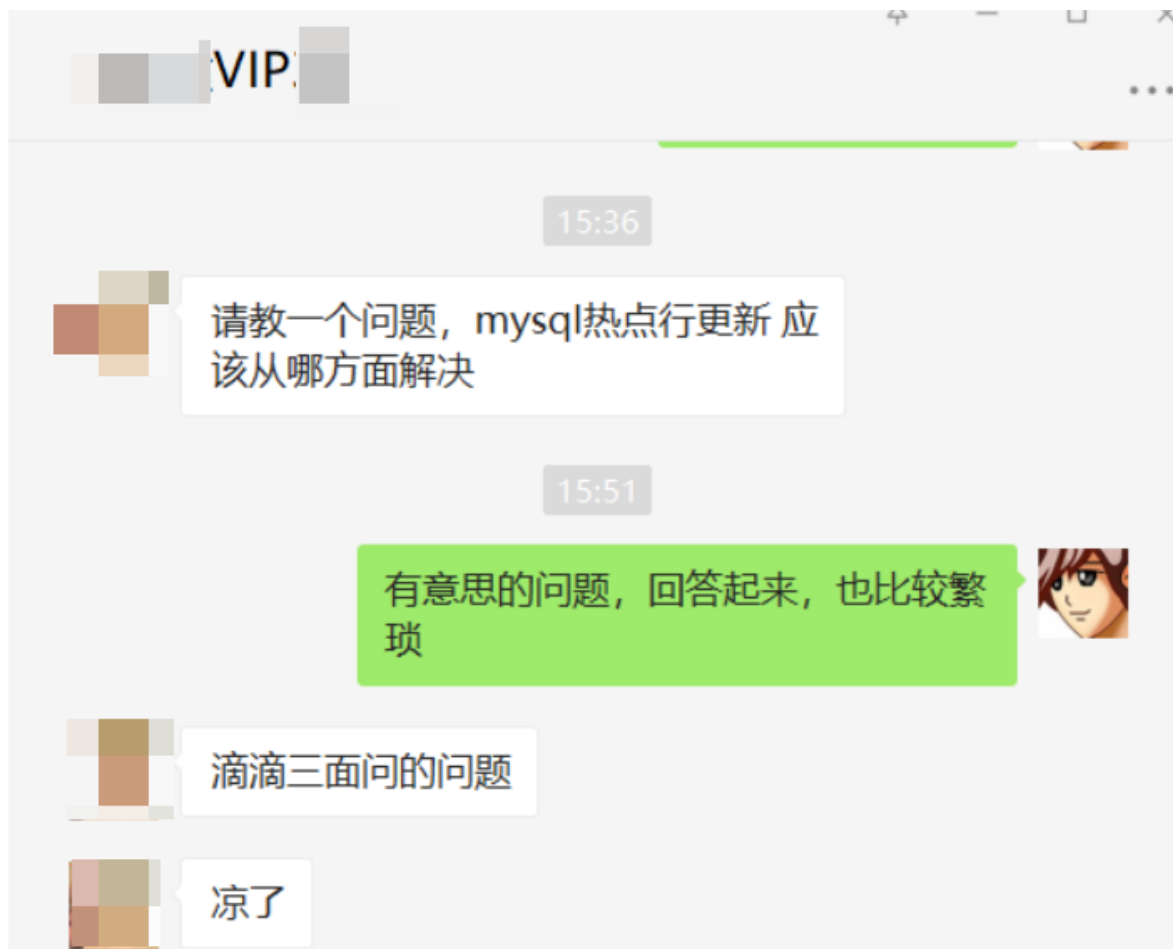 VIP
15:36
请教一个问题，mysql热点行更新 应
该从哪方面解决
15:51
有意思的问题，回答起来，也比较繁
琐
滴滴三面问的问题
凉了